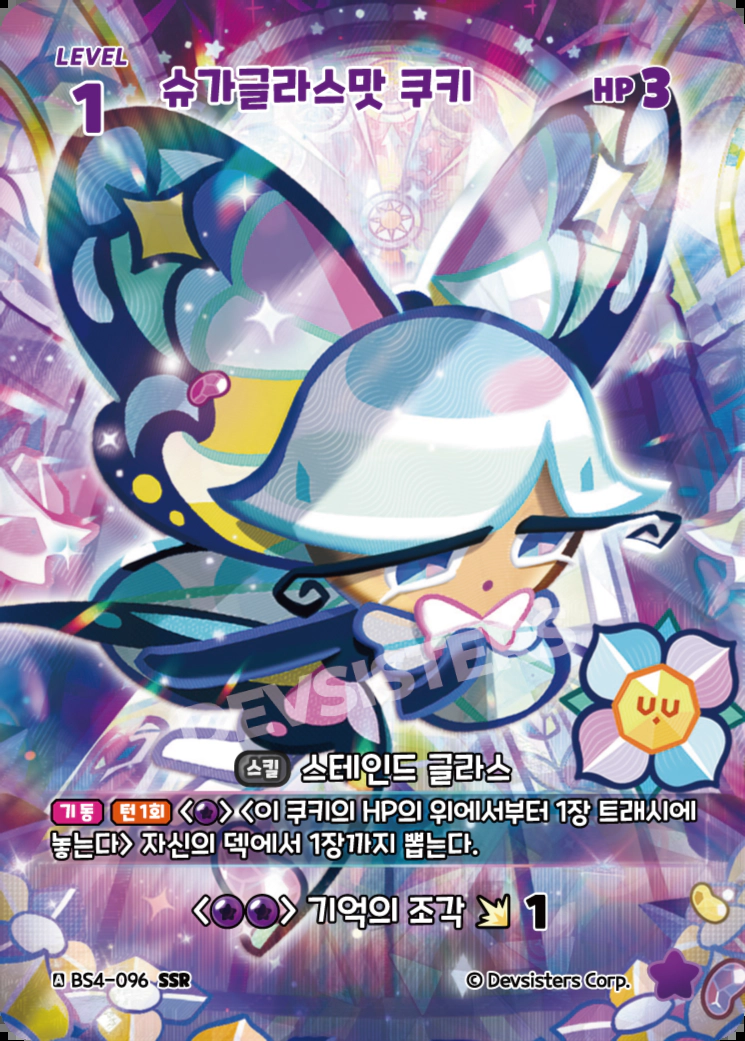 LEVEL
1
슈가글라스맛 쿠키
HP 3
DEVSISTERS
스킬 스테인드 글라스
기동 턴1회 < > <이 쿠키의 HP의 위에서부터 1장 트래시에
놓는다> 자신의 덱에서 1장까지 뽑는다.
< > 기억의 조각 1
A BS4-096 SSR
© Devsisters Corp.